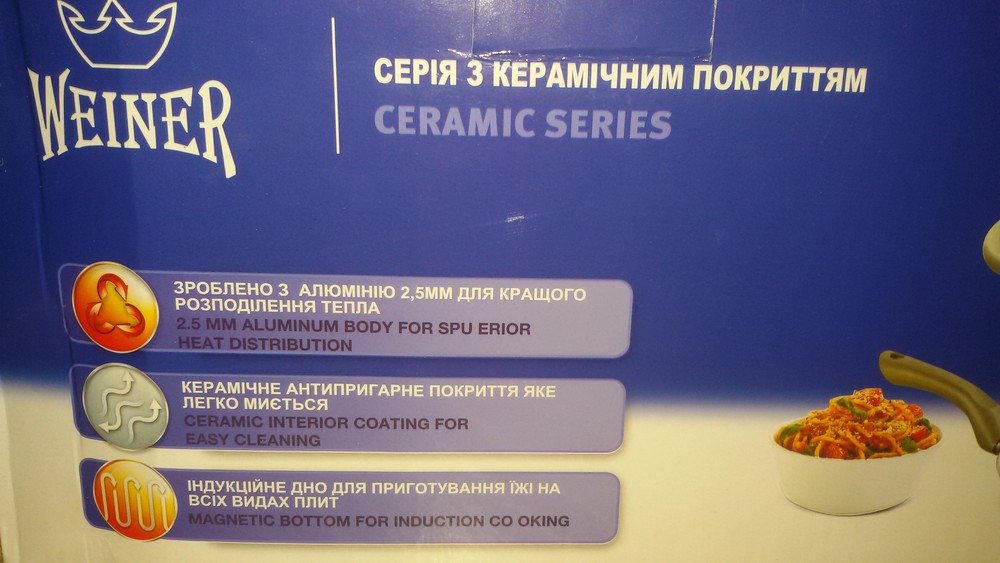 WEINER
СЕРІЯ З КЕРАМІЧНИМ ПОКРИТТЯМ
CERAMIC SERIES
ЗРОБЛЕНО З АЛЮМІНІЮ 2,5ММ ДЛЯ КРАЩОГО
РОЗПОДІЛЕННЯ ТЕПЛА
2.5 MM ALUMINUM BODY FOR SPU ERIOR
HEAT DISTRIBUTION
КЕРАМІЧНЕ АНТИПРИГАРНЕ ПОКРИТТЯ ЯКЕ
ЛЕГКО МИЄТЬСЯ
CERAMIC INTERIOR COATING FOR
EASY CLEANING
ІНДУКЦІЙНЕ ДНО ДЛЯ ПРИГОТУВАННЯ ЇЖІ НА
ВСІХ ВИДАХ ПЛИТ
MAGNETIC BOTTOM FOR INDUCTION CO OKING